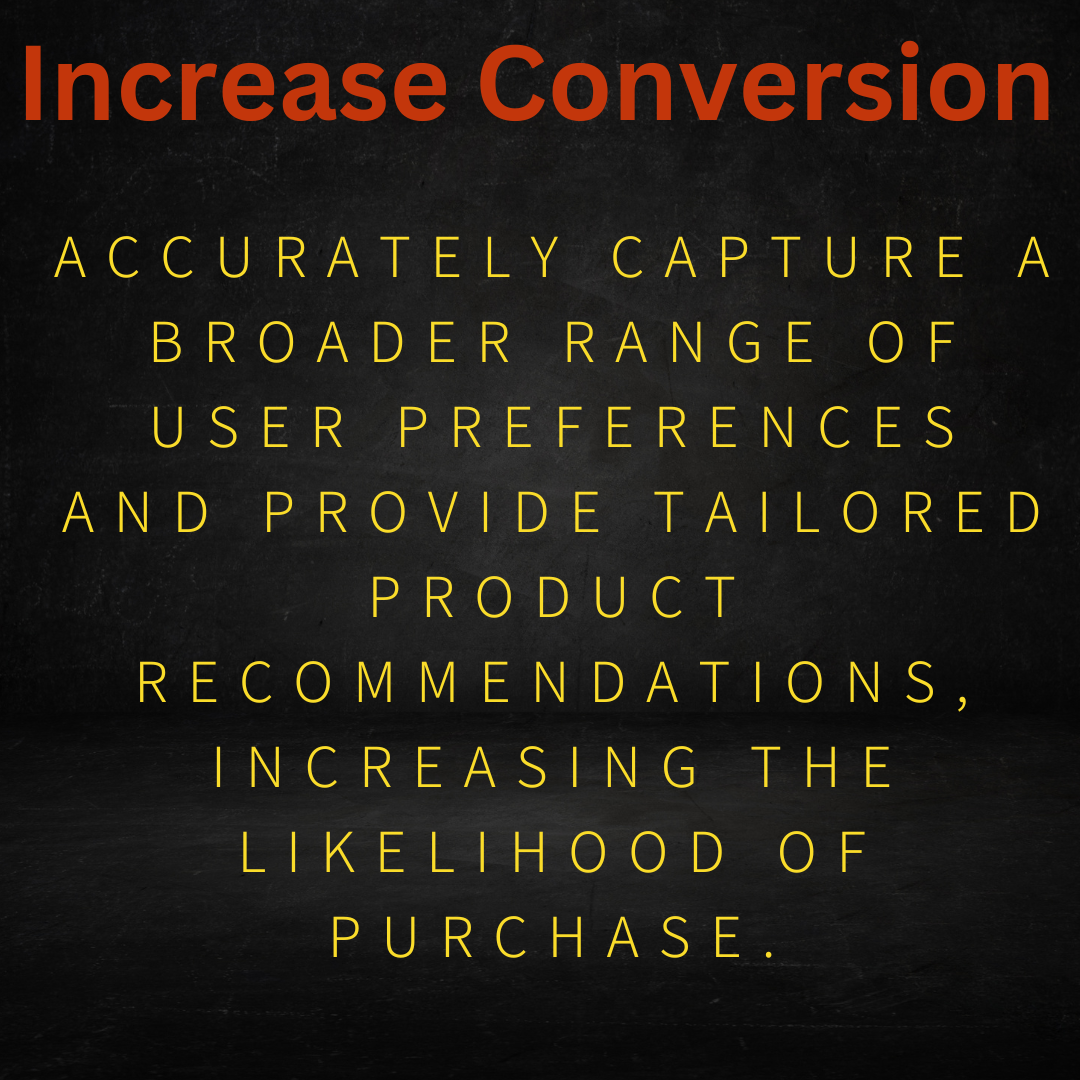 Increase Conversion
ACCURATELY CAPTURE A
BROADER RANGE OF
USER PREFERENCES
AND PROVIDE TAILORED
PRODUCT
RECOMMENDATIONS,
INCREASING THE
LIKELIHOOD OF
PURCHASE.